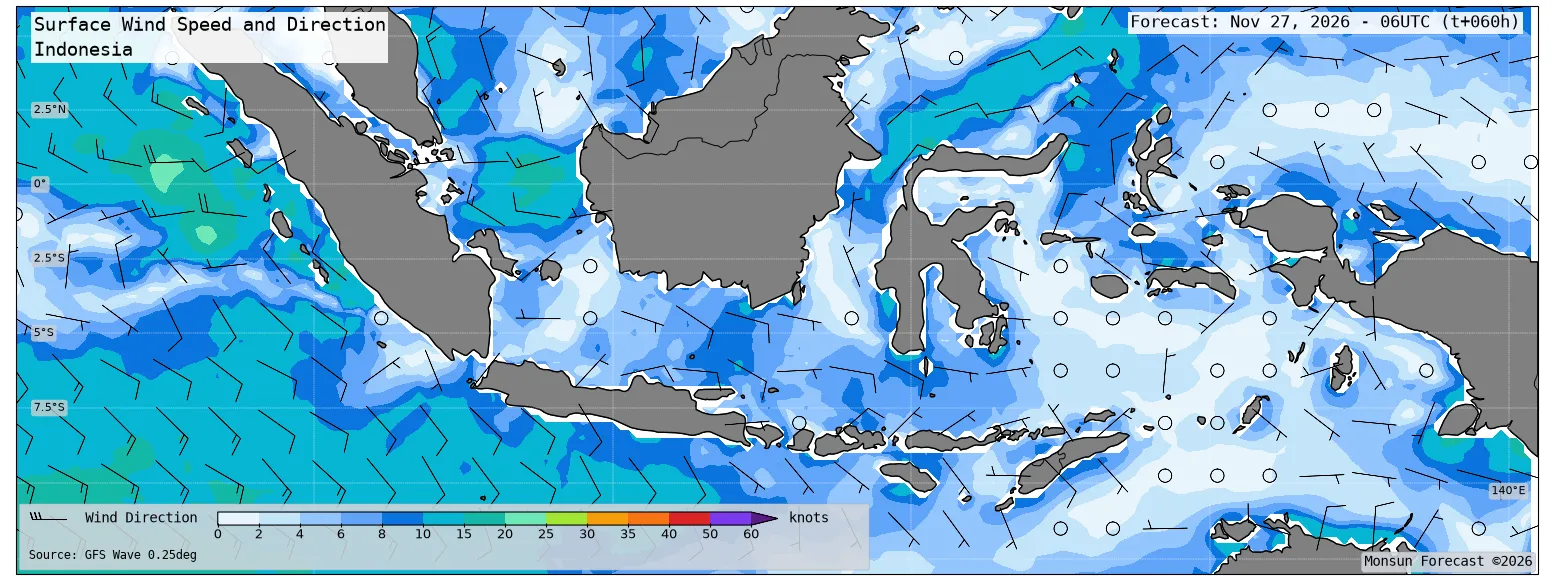 Surface Wind Speed and Direction
Indonesia
Forecast: Nov 27, 2026 - 06UTC (t+060h)
2.5°N
0°
2.5°S
5°S
7.5°S
140°E
Wind Direction
0 2 4 6 8 10 15 20 25 30 35 40 50 60
knots
Source: GFS Wave 0.25deg
Monsun Forecast ©2026